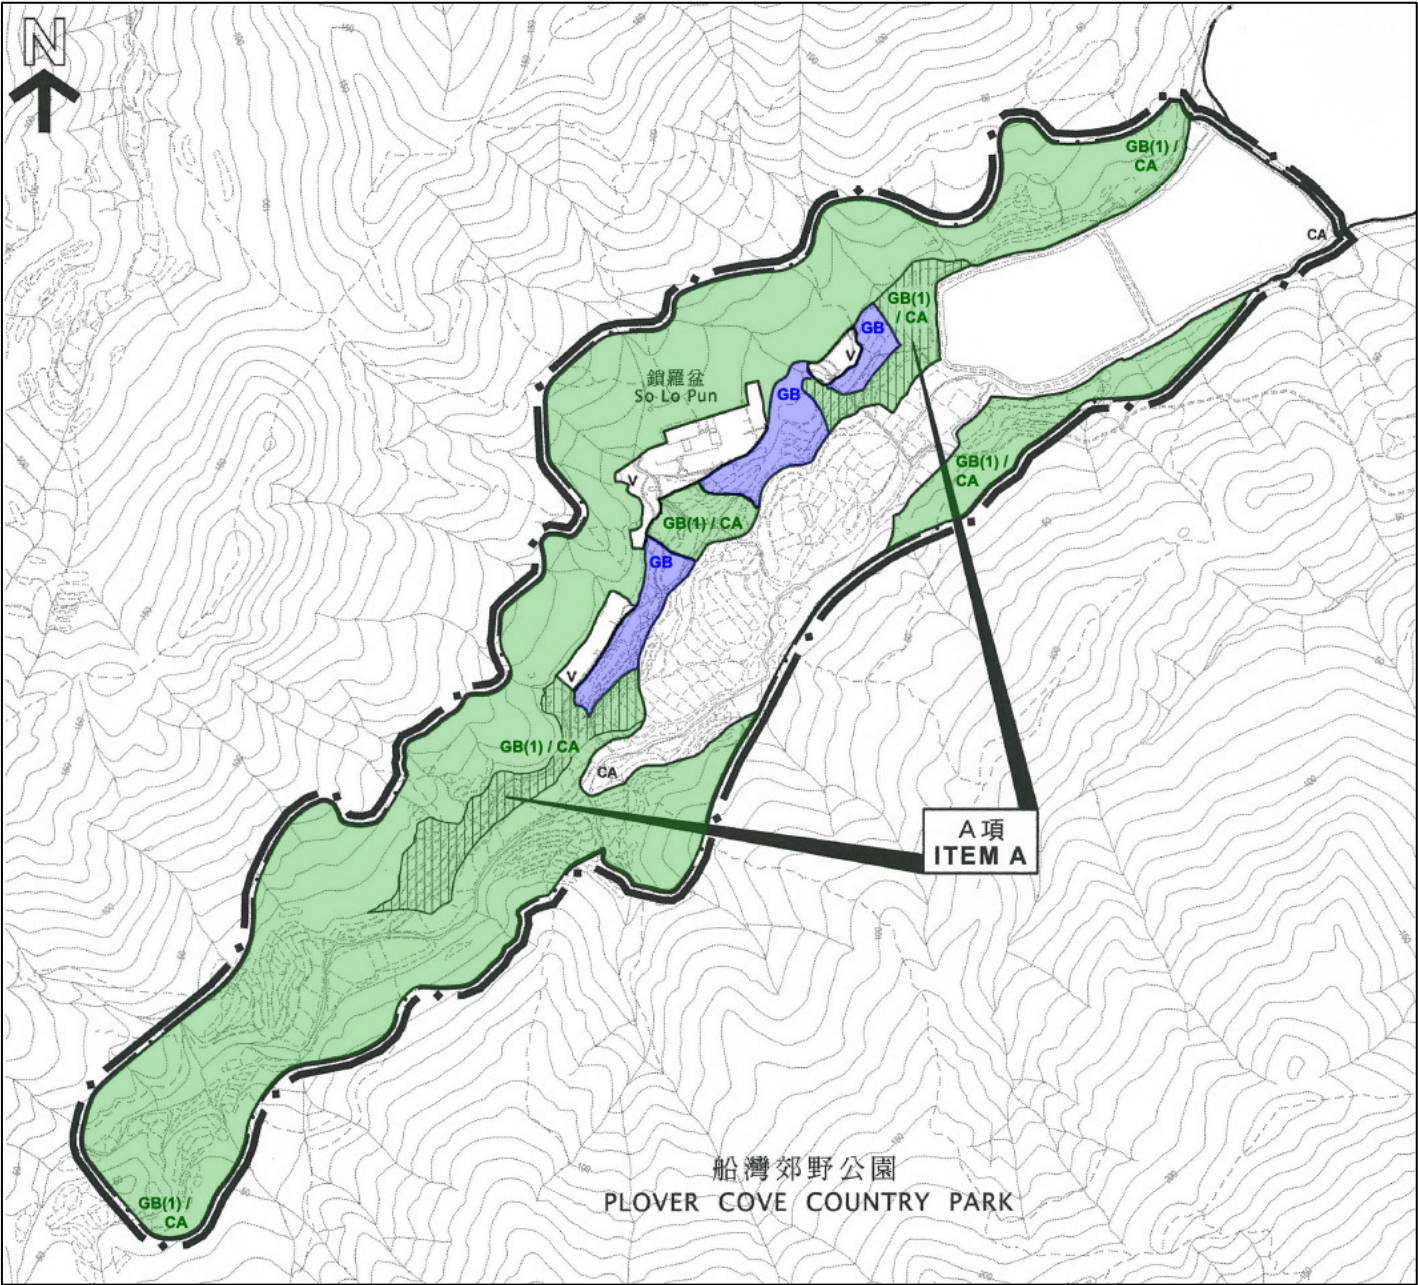 N
GB(1) /
CA
CA
GB(1)
/ CA
GB
V
鎖羅盆
So Lo Pun
GB
GB(1) /
CA
V
GB(1) / CA
GB
V
GB(1) / CA
CA
A項
ITEM A
船灣郊野公園
PLOVER COVE COUNTRY PARK
GB(1) /
CA